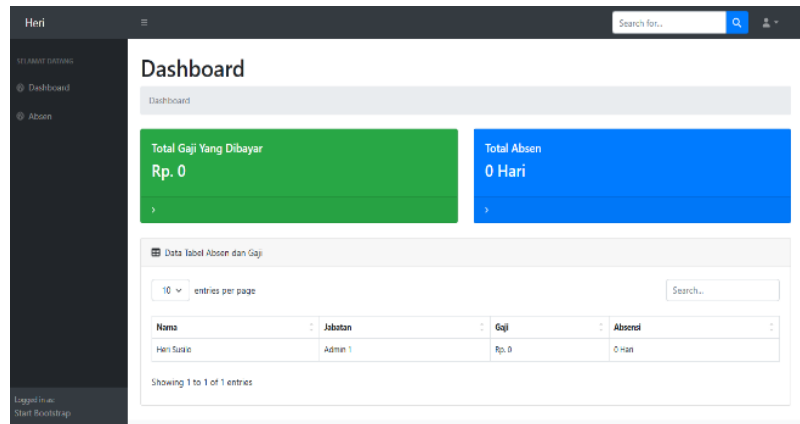 Heri
Search for...
SELAMAT DATANG
Dashboard
Absen
Dashboard
Dashboard
Total Gaji Yang Dibayar
Rp. 0
Total Absen
0 Hari
Data Tabel Absen dan Gaji
10 entries per page
Search...
Nama Jabatan Gaji Absensi
Heri Admin 1 Rp. 0 0 Hari
Showing 1 to 1 of 1 entries
Logged in as:
Start Bootstrap